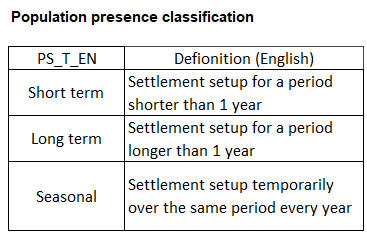 Population presence classification
PS_T_EN
Defionition (English)
Short term
Settlement setup for a period
shorter than 1 year
Long term
Settlement setup for a period
longer than 1 year
Seasonal
Settlement setup temporarily
over the same period every year